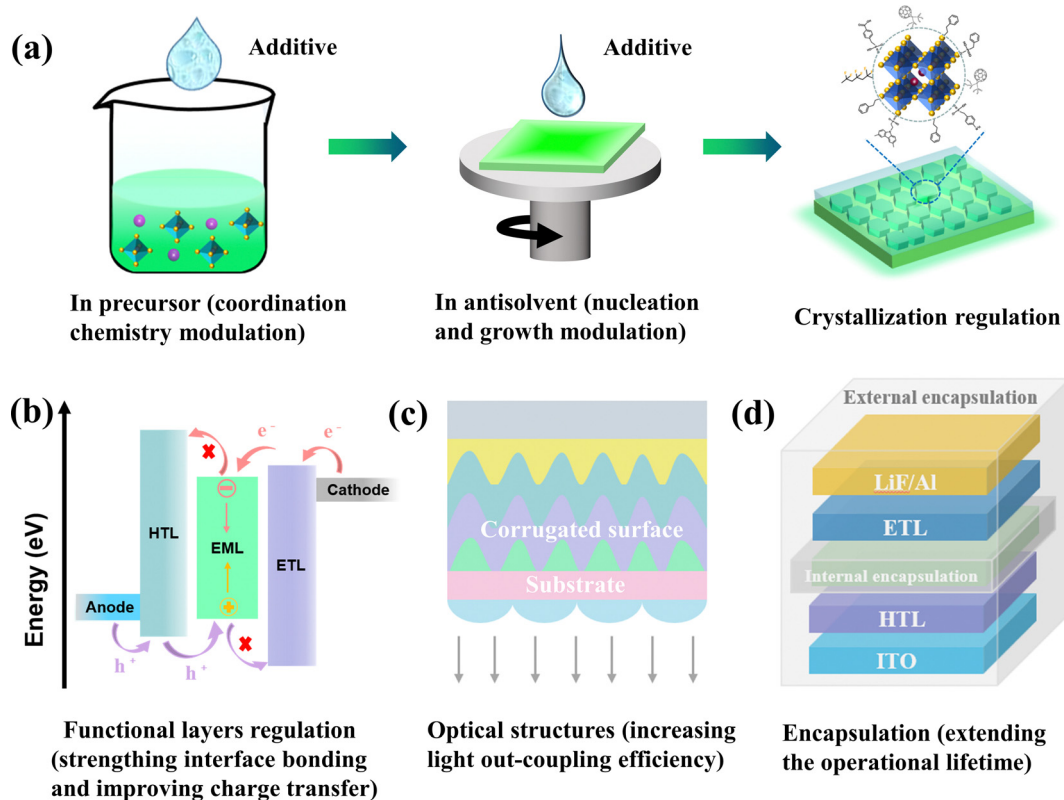 (a)
Additive
Additive
In precursor (coordination
chemistry modulation)
In antisolvent (nucleation
and growth modulation)
Crystallization regulation
(b)
Energy (eV)
Anode
HTL
EML
ETL
Cathode
e⁻
e⁻
h⁺
h⁺
Functional layers regulation
(strengthing interface bonding
and improving charge transfer)
(c)
Corrugated surface
Substrate
Optical structures (increasing
light out-coupling efficiency)
(d)
External encapsulation
LiF/Al
ETL
Internal encapsulation
HTL
ITO
Encapsulation (extending
the operational lifetime)